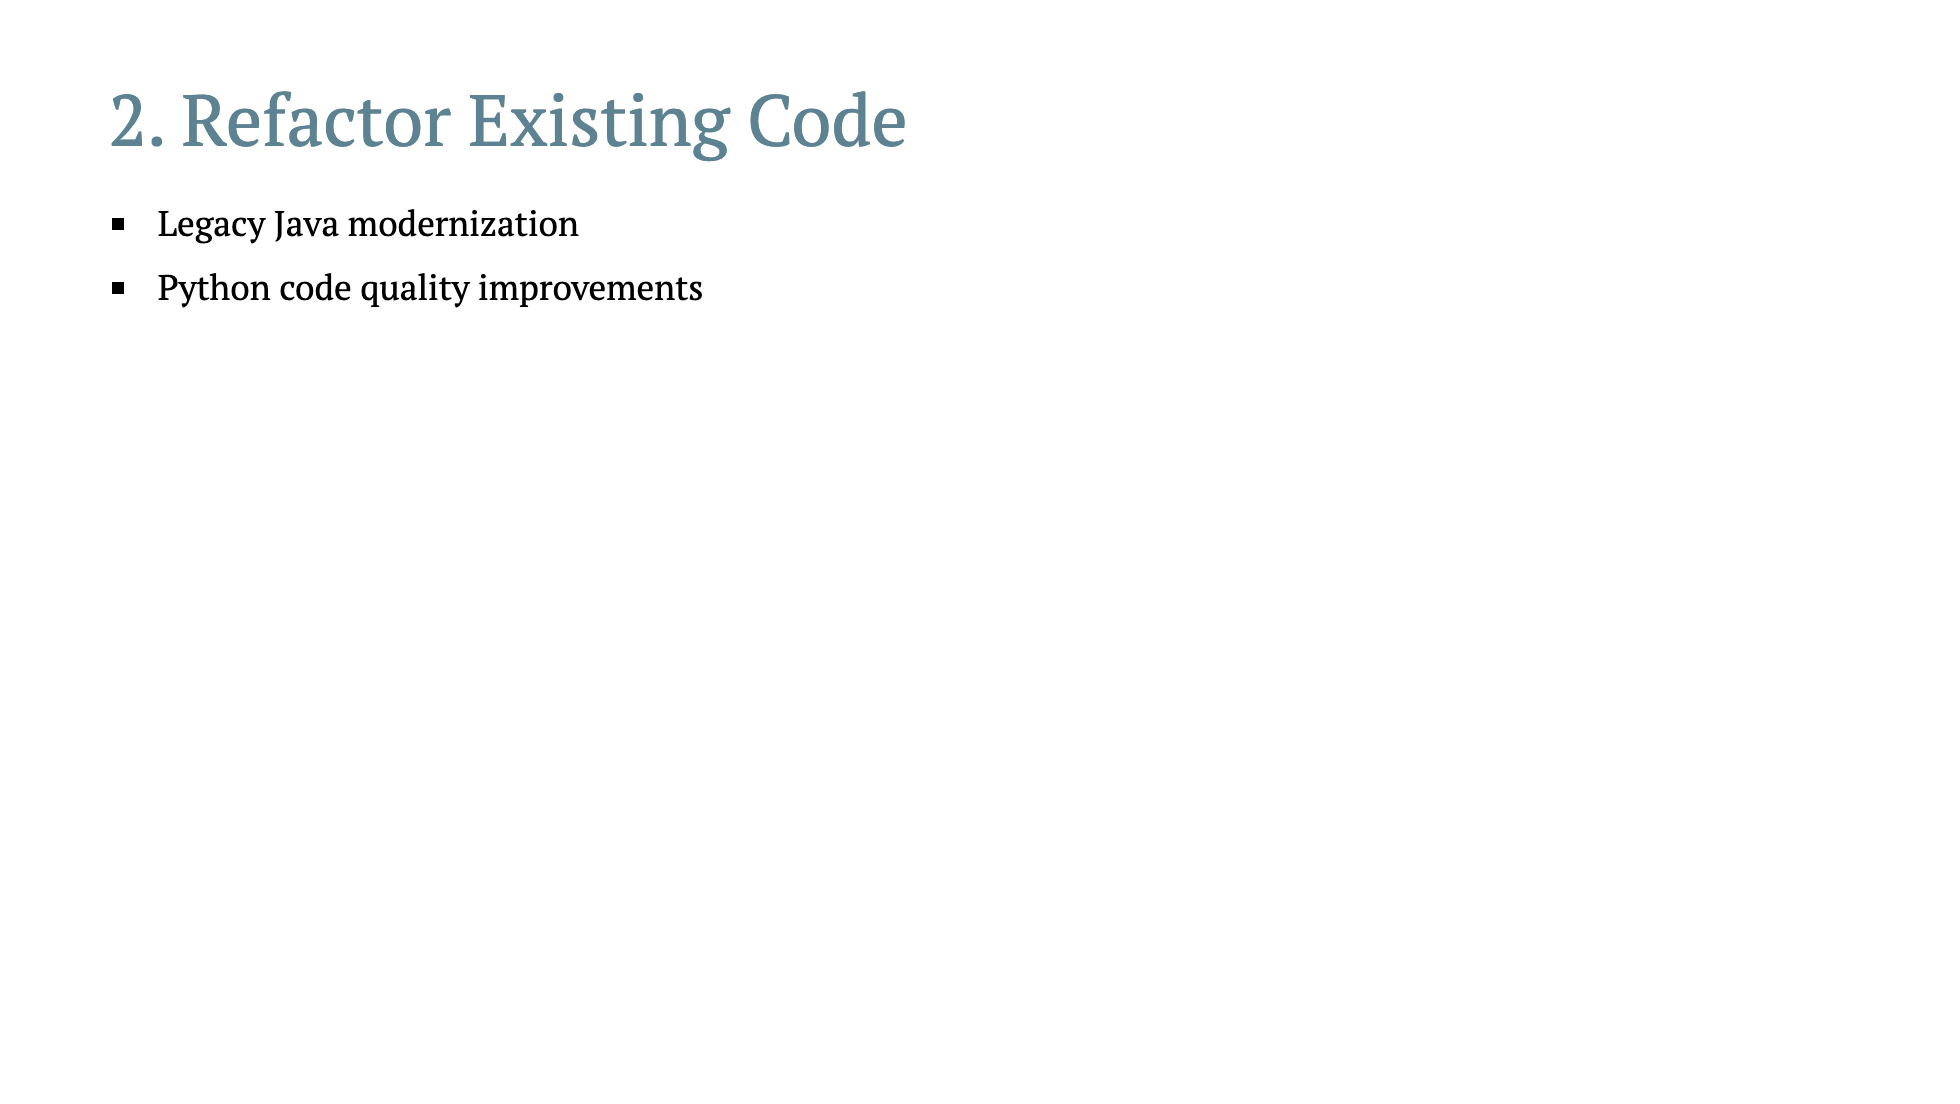 2. Refactor Existing Code
▪ Legacy Java modernization
▪ Python code quality improvements